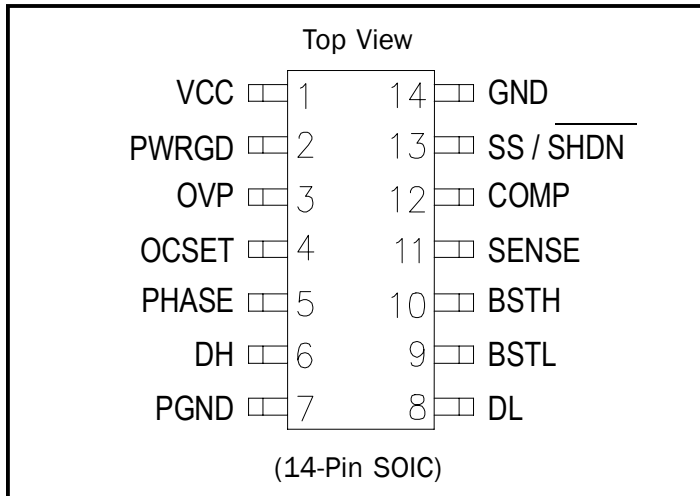 Top View
VCC 1 14 GND
PWRGD 2 13 SS / SHDN
OVP 3 12 COMP
OCSET 4 11 SENSE
PHASE 5 10 BSTH
DH 6 9 BSTL
PGND 7 8 DL
(14-Pin SOIC)